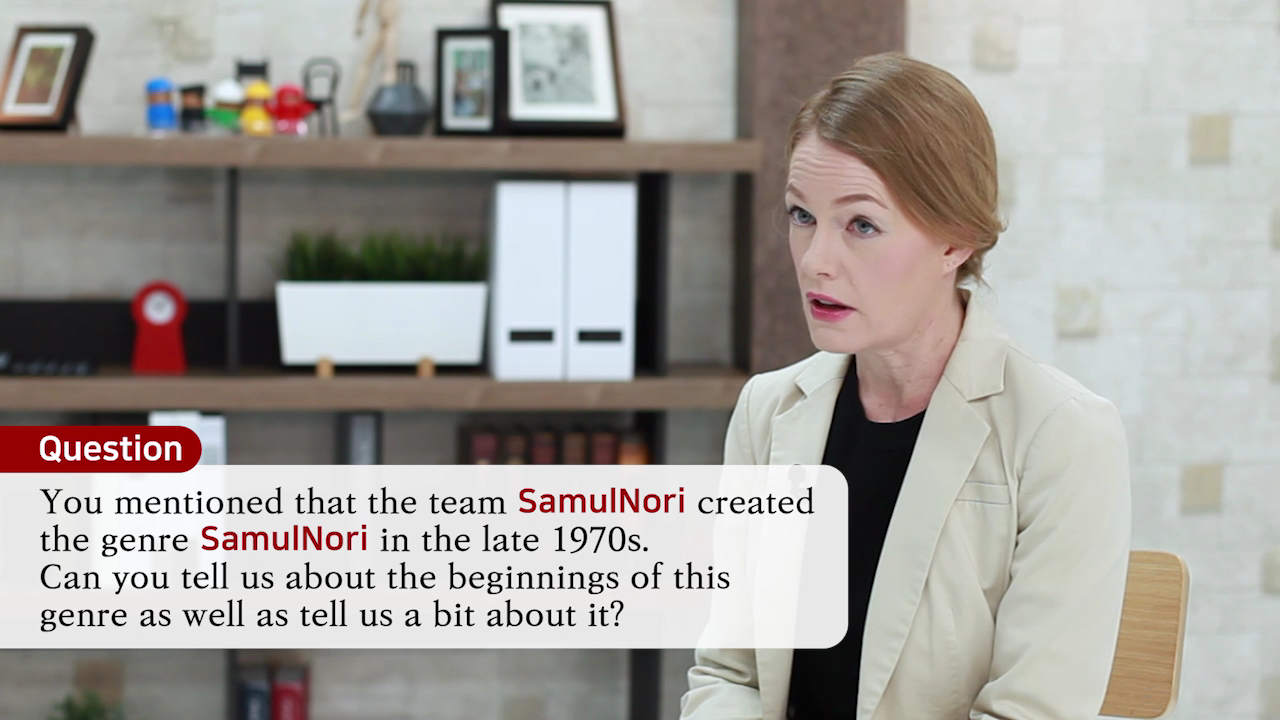 Question
You mentioned that the team SamulNori created
the genre SamulNori in the late 1970s.
Can you tell us about the beginnings of this
genre as well as tell us a bit about it?